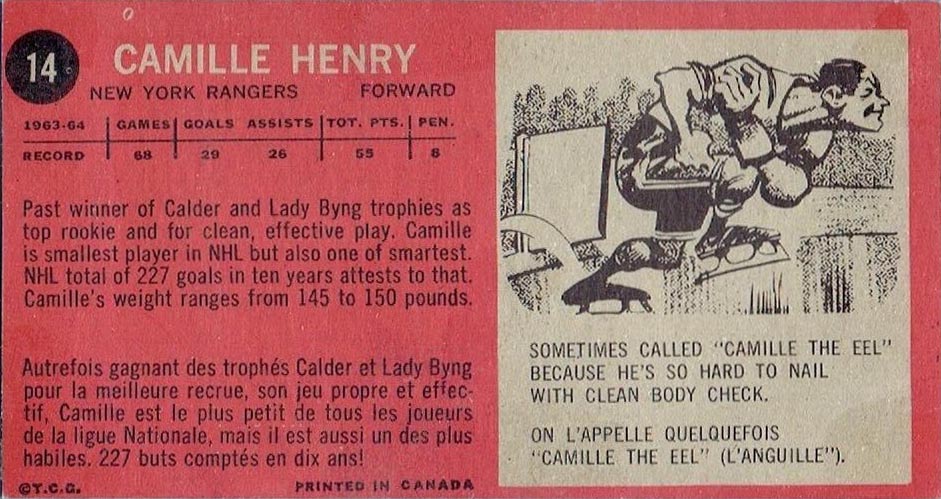 14
CAMILLE HENRY
NEW YORK RANGERS FORWARD
1963-64 GAMES GOALS ASSISTS TOT. PTS. PEN.
RECORD 68 29 26 55 8
Past winner of Calder and Lady Byng trophies as
top rookie and for clean, effective play. Camille
is smallest player in NHL but also one of smartest.
NHL total of 227 goals in ten years attests to that.
Camille's weight ranges from 145 to 150 pounds.
Autrefois gagnant des trophés Calder et Lady Byng
pour la meilleure recrue, son jeu propre et effec-
tif, Camille est le plus petit de tous les joueurs
de la ligue Nationale, mais il est aussi un des plus
habiles. 227 buts comptés en dix ans!
©T.C.G. PRINTED IN CANADA
SOMETIMES CALLED "CAMILLE THE EEL"
BECAUSE HE'S SO HARD TO NAIL
WITH CLEAN BODY CHECK.
ON L'APPELLE QUELQUEFOIS
"CAMILLE THE EEL" (L'ANGUILLE").